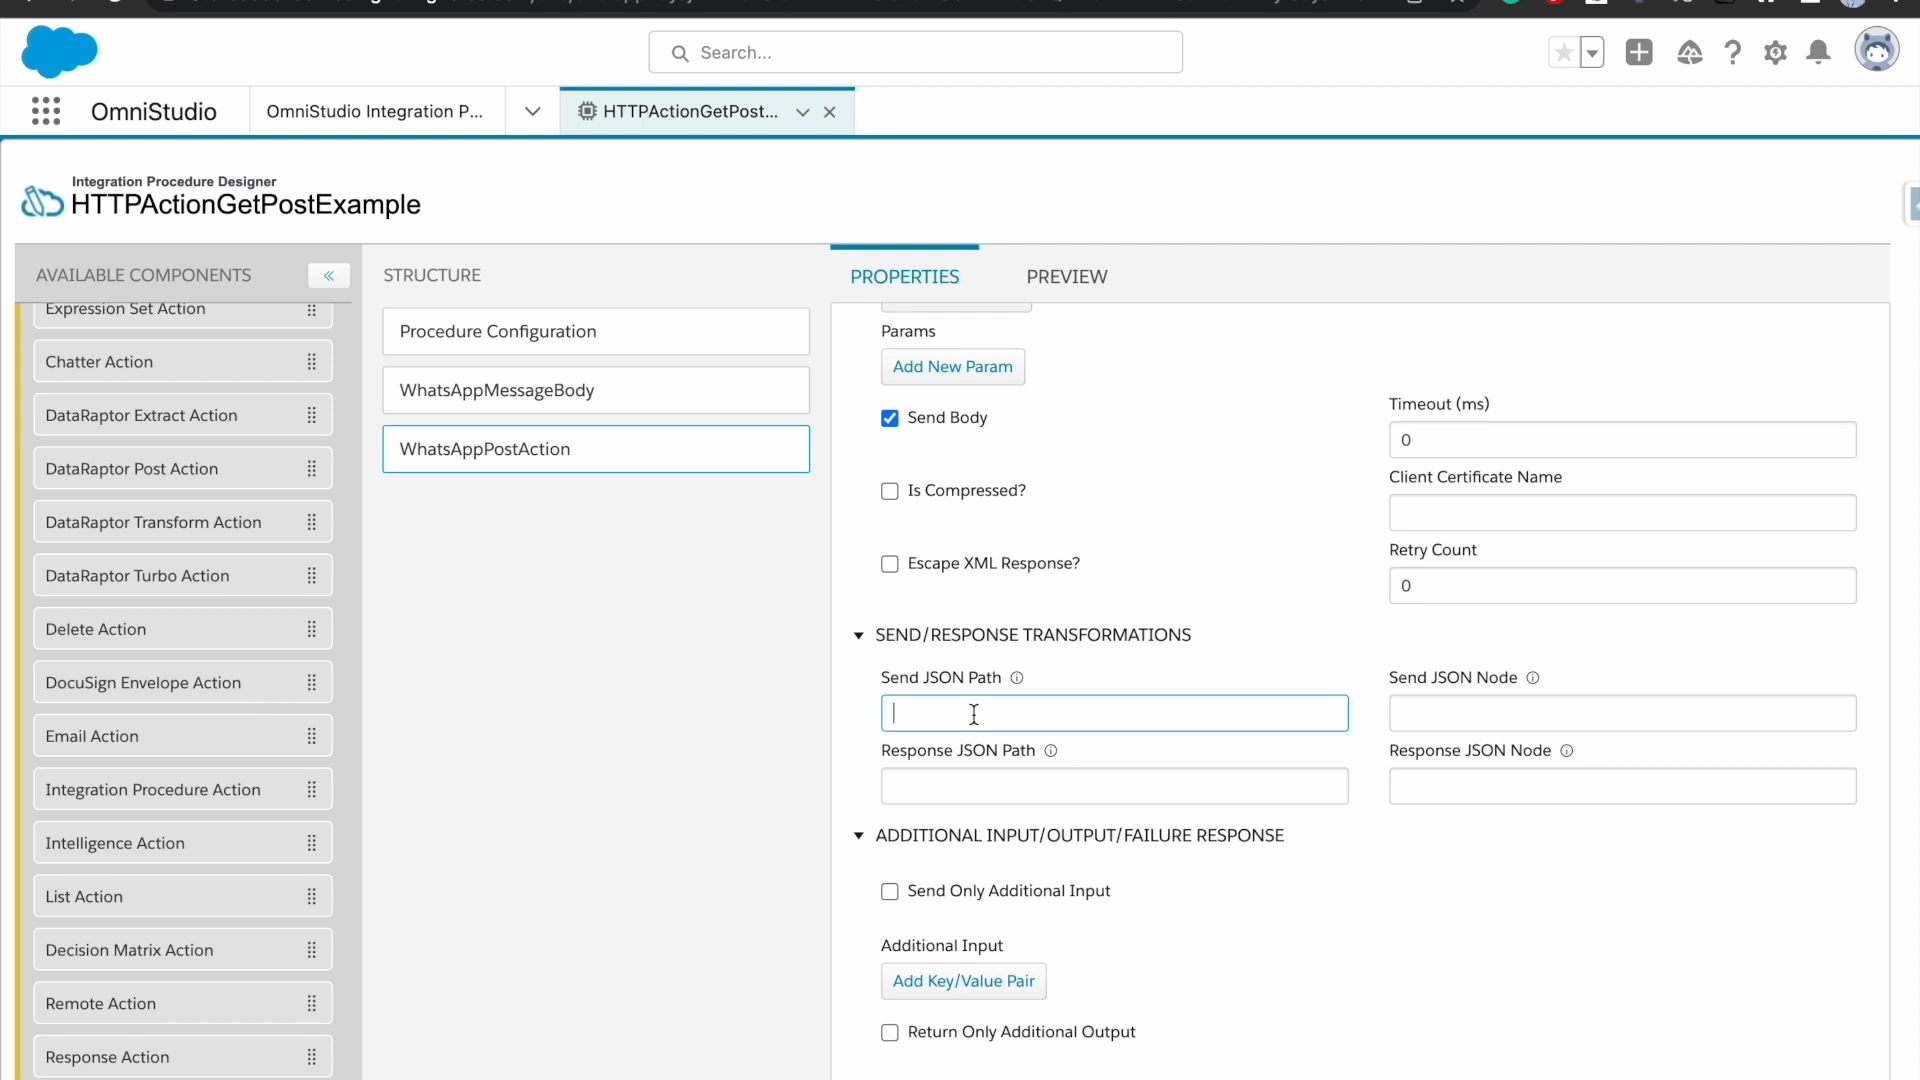 Search...
OmniStudio
OmniStudio Integration P...
HTTPActionGetPost...
Integration Procedure Designer
HTTPActionGetPostExample
AVAILABLE COMPONENTS
Expression Set Action
Chatter Action
DataRaptor Extract Action
DataRaptor Post Action
DataRaptor Transform Action
DataRaptor Turbo Action
Delete Action
DocuSign Envelope Action
Email Action
Integration Procedure Action
Intelligence Action
List Action
Decision Matrix Action
Remote Action
Response Action
STRUCTURE
Procedure Configuration
WhatsAppMessageBody
WhatsAppPostAction
PROPERTIES
PREVIEW
Params
Add New Param
Send Body
Timeout (ms)
0
Is Compressed?
Client Certificate Name
Escape XML Response?
Retry Count
0
SEND/RESPONSE TRANSFORMATIONS
Send JSON Path
Send JSON Node
Response JSON Path
Response JSON Node
ADDITIONAL INPUT/OUTPUT/FAILURE RESPONSE
Send Only Additional Input
Additional Input
Add Key/Value Pair
Return Only Additional Output